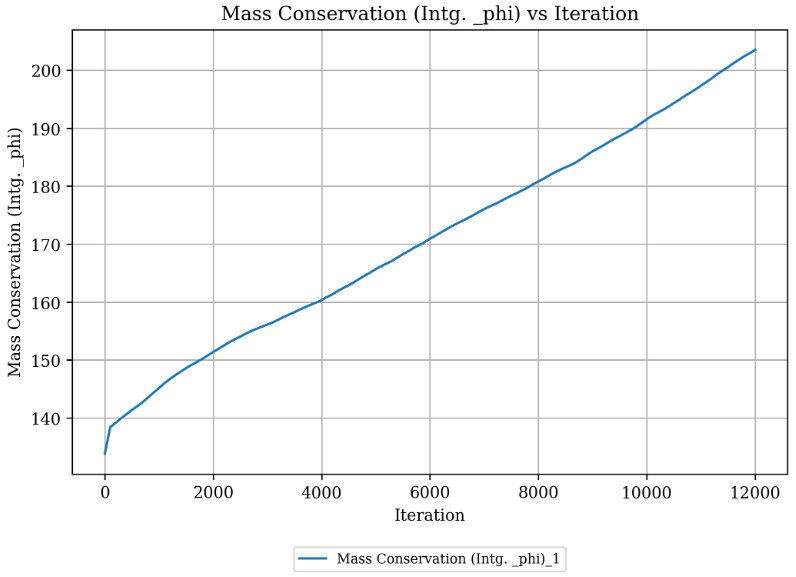 Mass Conservation (Intg. _phi) vs Iteration
Mass Conservation (Intg. _phi)
200
190
180
170
160
150
140
0 2000 4000 6000 8000 10000 12000
Iteration
Mass Conservation (Intg. _phi)_1